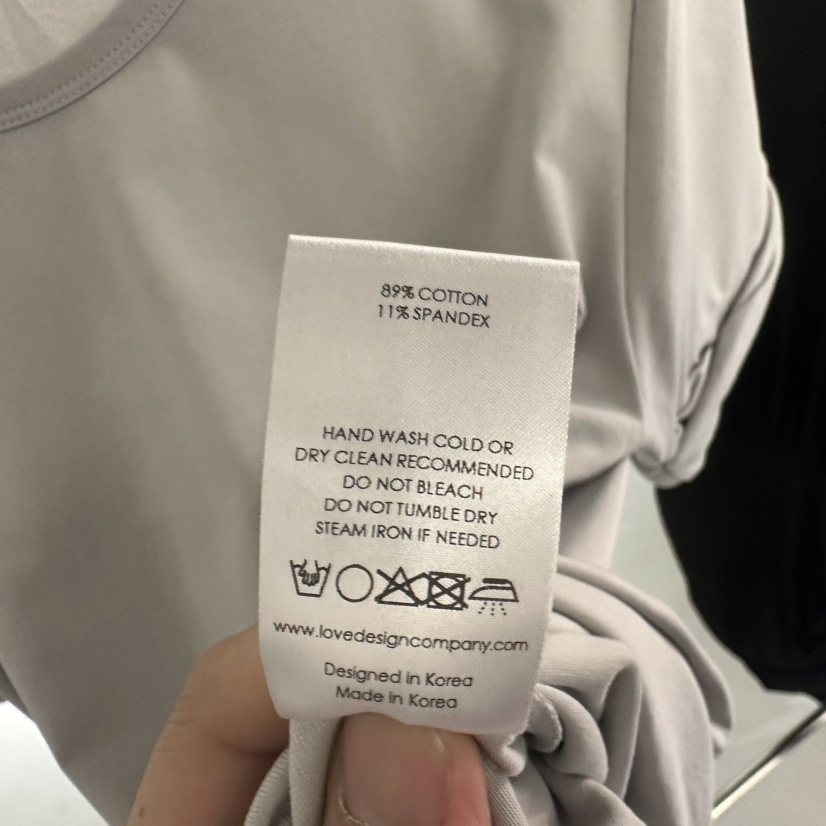 89% COTTON
11% SPANDEX
HAND WASH COLD OR
DRY CLEAN RECOMMENDED
DO NOT BLEACH
DO NOT TUMBLE DRY
STEAM IRON IF NEEDED
www.lovedesigncompany.com
Designed in Korea
Made in Korea